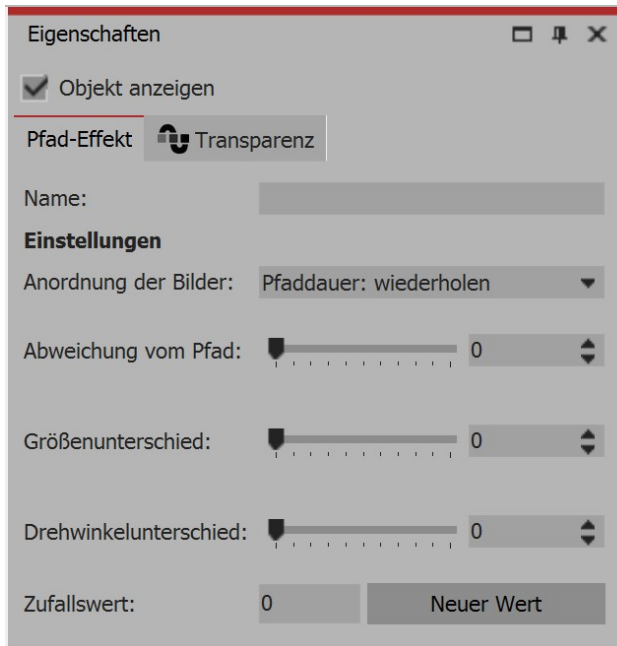 Eigenschaften
Objekt anzeigen
Pfad-Effekt Transparenz
Name:
Einstellungen
Anordnung der Bilder: Pfaddauer: wiederholen
Abweichung vom Pfad: 0
Größenunterschied: 0
Drehwinkelunterschied: 0
Zufallswert: 0 Neuer Wert